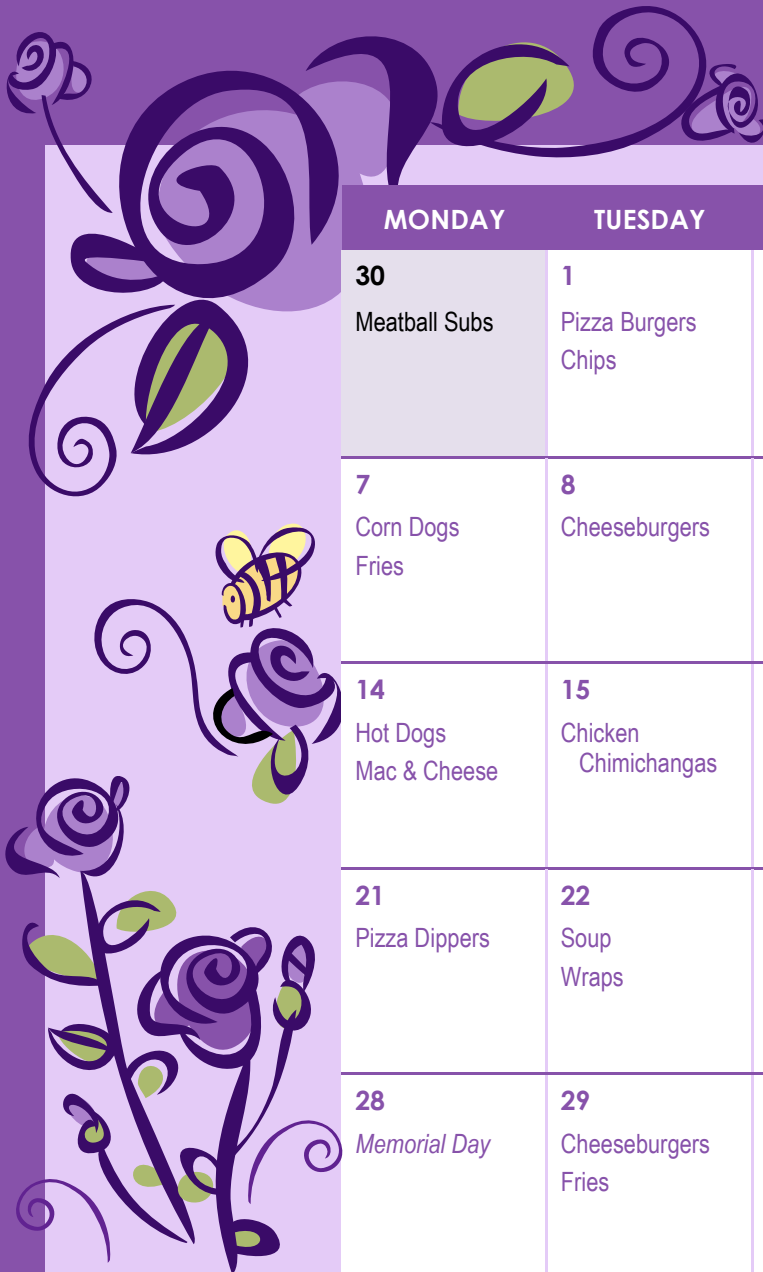 MONDAY TUESDAY
30 1
Meatball Subs Pizza Burgers
Chips
7 8
Corn Dogs Cheeseburgers
Fries
14 15
Hot Dogs Chicken
Mac & Cheese Chimichangas
21 22
Pizza Dippers Soup
Wraps
28 29
Memorial Day Cheeseburgers
Fries